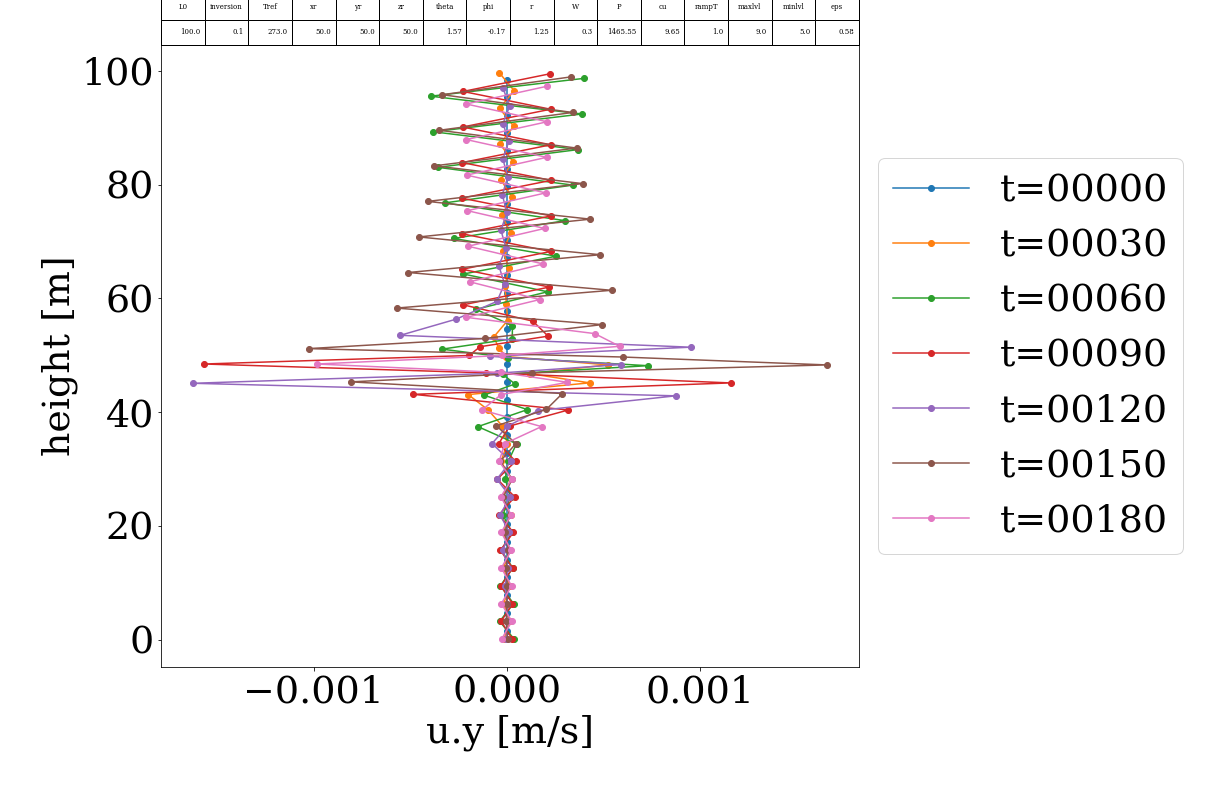 L0 inversion Tref xr yr zr theta phi r W P cu rampT maxlvl minlvl eps
100.0 0.1 273.0 50.0 50.0 50.0 1.57 -0.17 1.25 0.3 1465.55 9.65 1.0 9.0 5.0 0.58
100
80
60
40
20
0
height [m]
−0.001 0.000 0.001
u.y [m/s]
t=00000
t=00030
t=00060
t=00090
t=00120
t=00150
t=00180